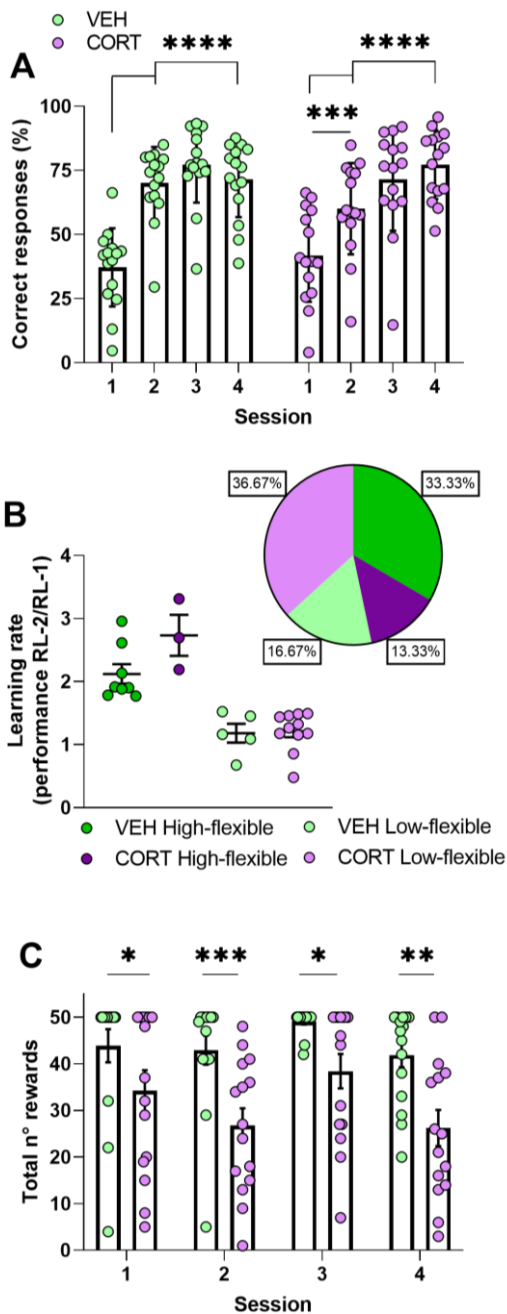 VEH
CORT
A
****
****
***
Correct responses (%)
100
75
50
25
0
1 2 3 4 1 2 3 4
Session
B
36.67%
33.33%
16.67%
13.33%
Learning rate
(performance RL-2/RL-1)
4
3
2
1
0
VEH High-flexible
VEH Low-flexible
CORT High-flexible
CORT Low-flexible
C
* *** * **
Total n° rewards
50
40
30
20
10
0
1 2 3 4
Session